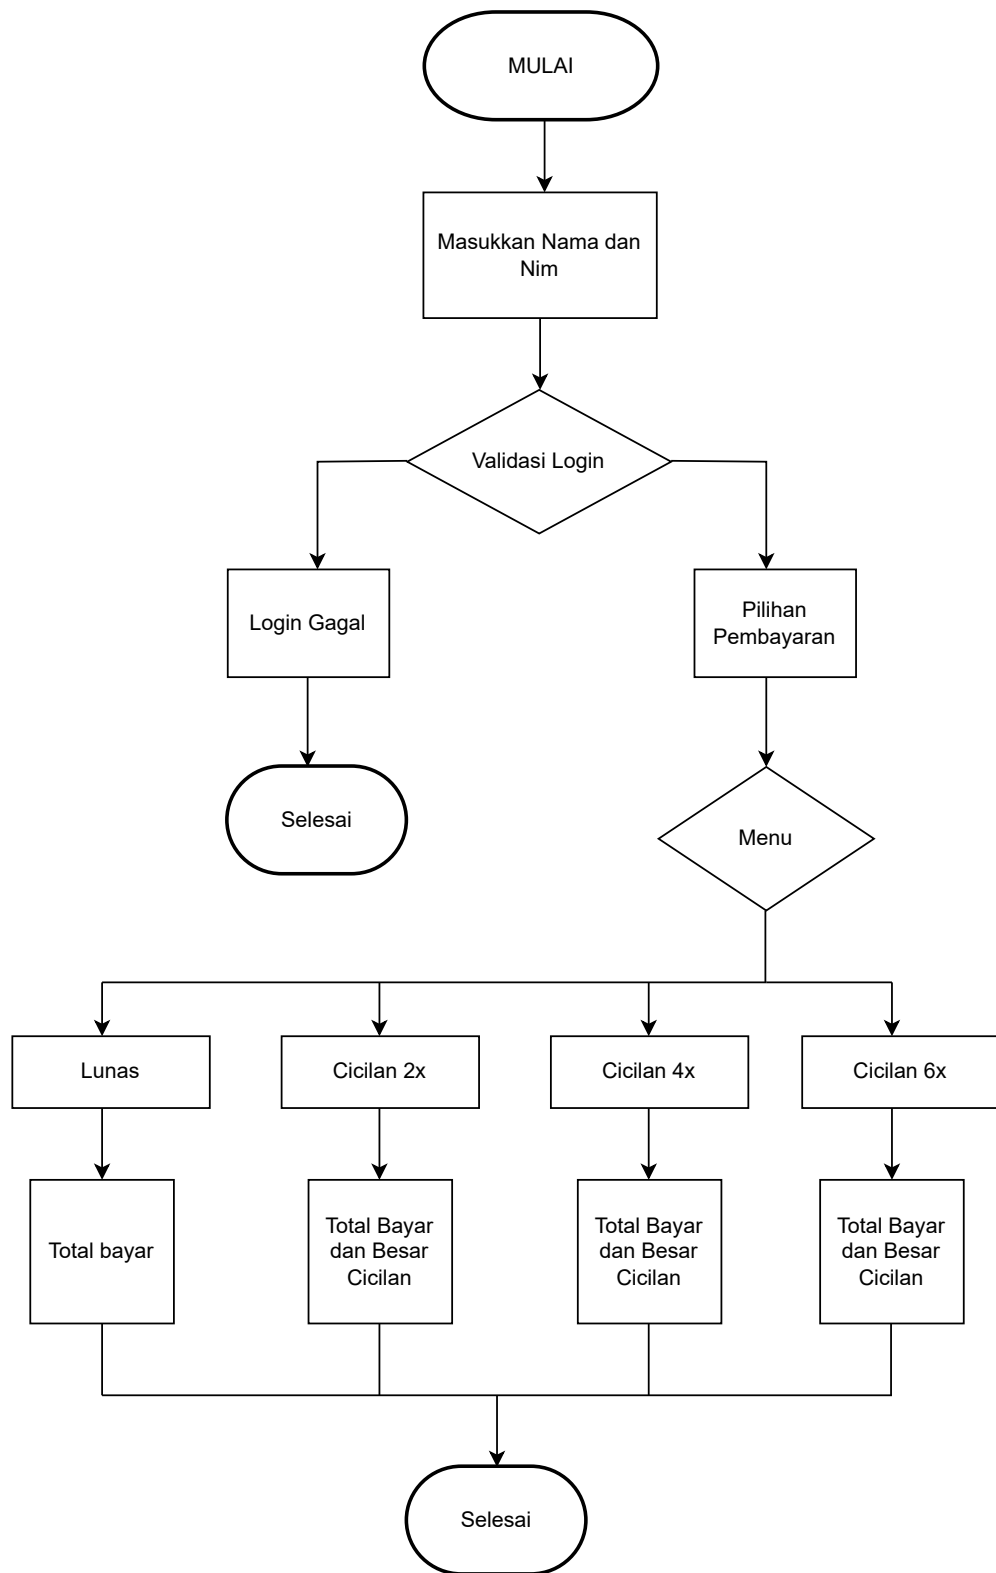 MULAI
Masukkan Nama dan
Nim
Validasi Login
Login Gagal
Pilihan
Pembayaran
Selesai
Menu
Lunas
Cicilan 2x
Cicilan 4x
Cicilan 6x
Total bayar
Total Bayar
dan Besar
Cicilan
Total Bayar
dan Besar
Cicilan
Total Bayar
dan Besar
Cicilan
Selesai